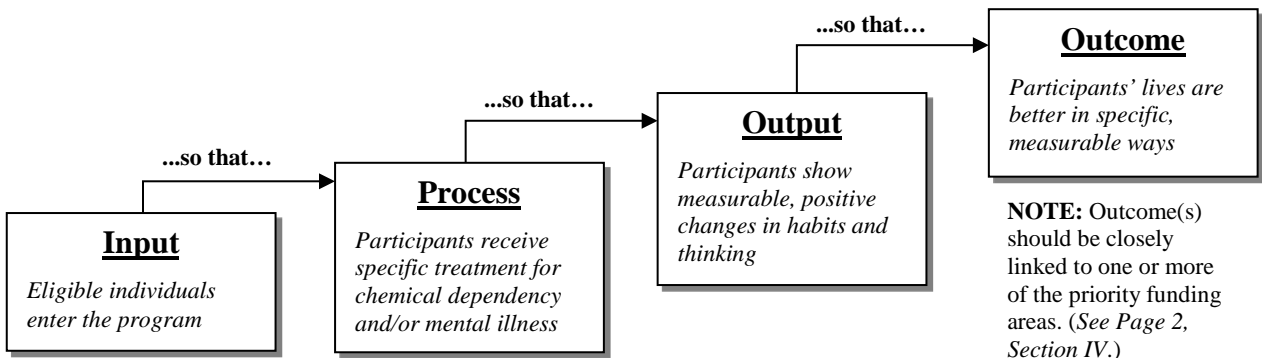 Input
Eligible individuals
enter the program
...so that…
Process
Participants receive
specific treatment for
chemical dependency
and/or mental illness
...so that…
Output
Participants show
measurable, positive
changes in habits and
thinking
...so that…
Outcome
Participants’ lives are
better in specific,
measurable ways
NOTE: Outcome(s)
should be closely
linked to one or more
of the priority funding
areas. (See Page 2,
Section IV.)